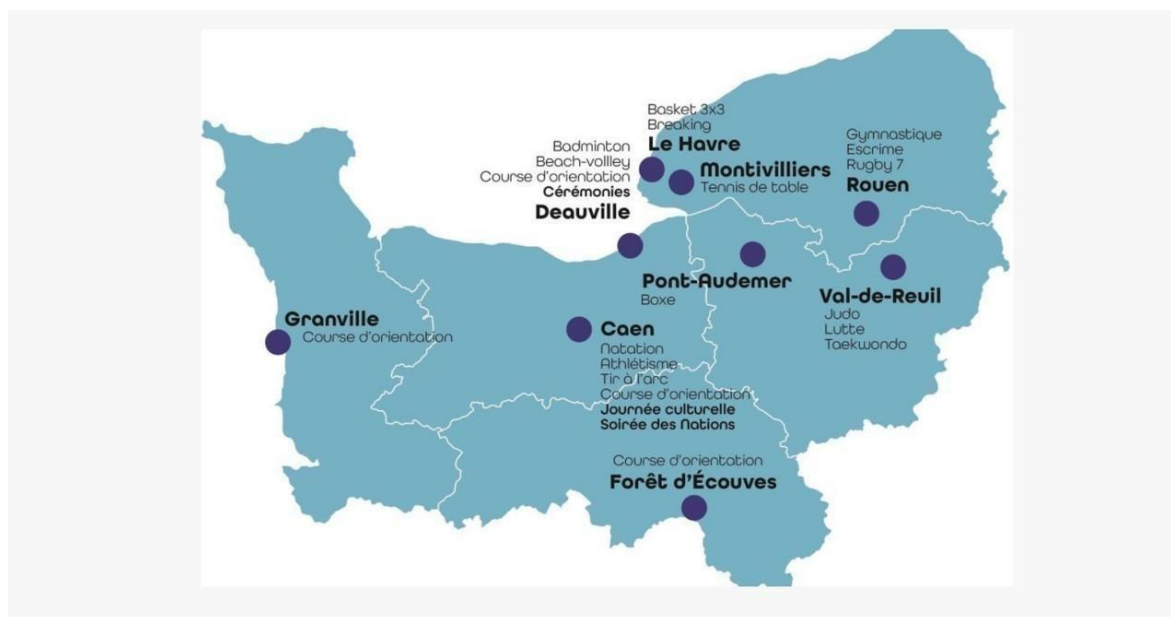 Basket 3x3
Breaking
Le Havre
Badminton
Beach-vollley
Course d'orientation
Cérémonies
Deauville
Montivilliers
Tennis de table
Gymnastique
Escrime
Rugby 7
Rouen
Pont-Audemer
Boxe
Val-de-Reuil
Judo
Lutte
Taekwondo
Granville
Course d'orientation
Caen
Natation
Athlétisme
Tir à l'arc
Course d'orientation
Journée culturelle
Soirée des Nations
Course d'orientation
Forêt d'Écouves